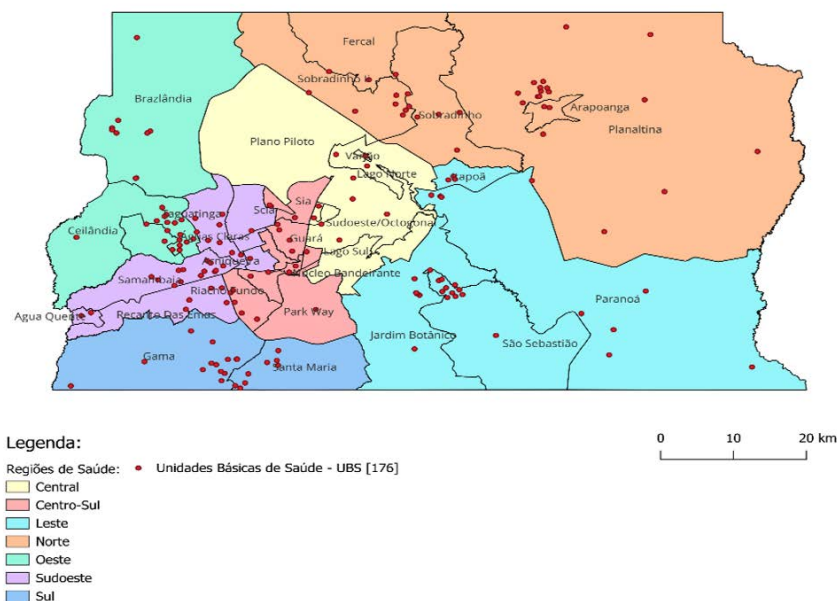 Fercal
Sobradinho II
Brazlândia
Arapoanga
Sobradinho
Planaltina
Plano Piloto
Varjão
Lago Norte
Itapoã
Taguatinga
Scia
Sia
Sudoeste/Octogonal
Ceilândia
Águas Claras
Guará
Lago Sul
Arniqueira
Núcleo Bandeirante
Samambaia
Riacho Fundo
Paranoá
Agua Quente
Recanto Das Emas
Park Way
Jardim Botânico
São Sebastião
Gama
Santa Maria
Legenda:
0 10 20 km
Regiões de Saúde: Unidades Básicas de Saúde - UBS [176]
Central
Centro-Sul
Leste
Norte
Oeste
Sudoeste
Sul